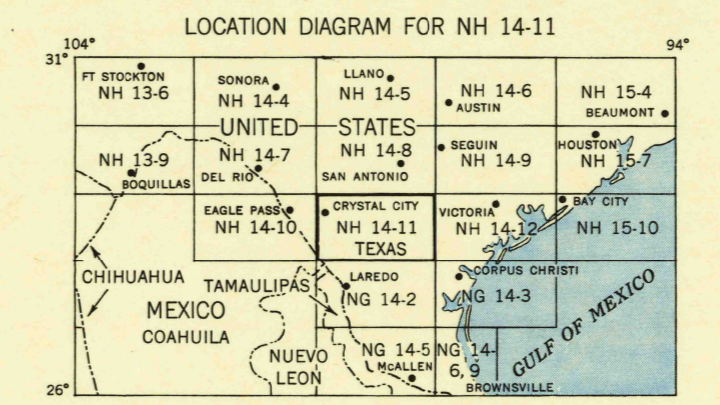 LOCATION DIAGRAM FOR NH 14-11
104°
94°
31°
FT STOCKTON
NH 13-6
SONORA
NH 14-4
LLANO
NH 14-5
NH 14-6
AUSTIN
NH 15-4
BEAUMONT
UNITED STATES
NH 13-9
BOQUILLAS
NH 14-7
DEL RIO
NH 14-8
SAN ANTONIO
SEGUIN
NH 14-9
HOUSTON
NH 15-7
EAGLE PASS
NH 14-10
CRYSTAL CITY
NH 14-11
TEXAS
VICTORIA
NH 14-12
BAY CITY
NH 15-10
CHIHUAHUA
TAMAULIPAS
LAREDO
NG 14-2
CORPUS CHRISTI
NG 14-3
MEXICO
COAHUILA
GULF OF MEXICO
NUEVO
LEON
NG 14-5
MCALLEN
NG 14-
6, 9
BROWNSVILLE
26°